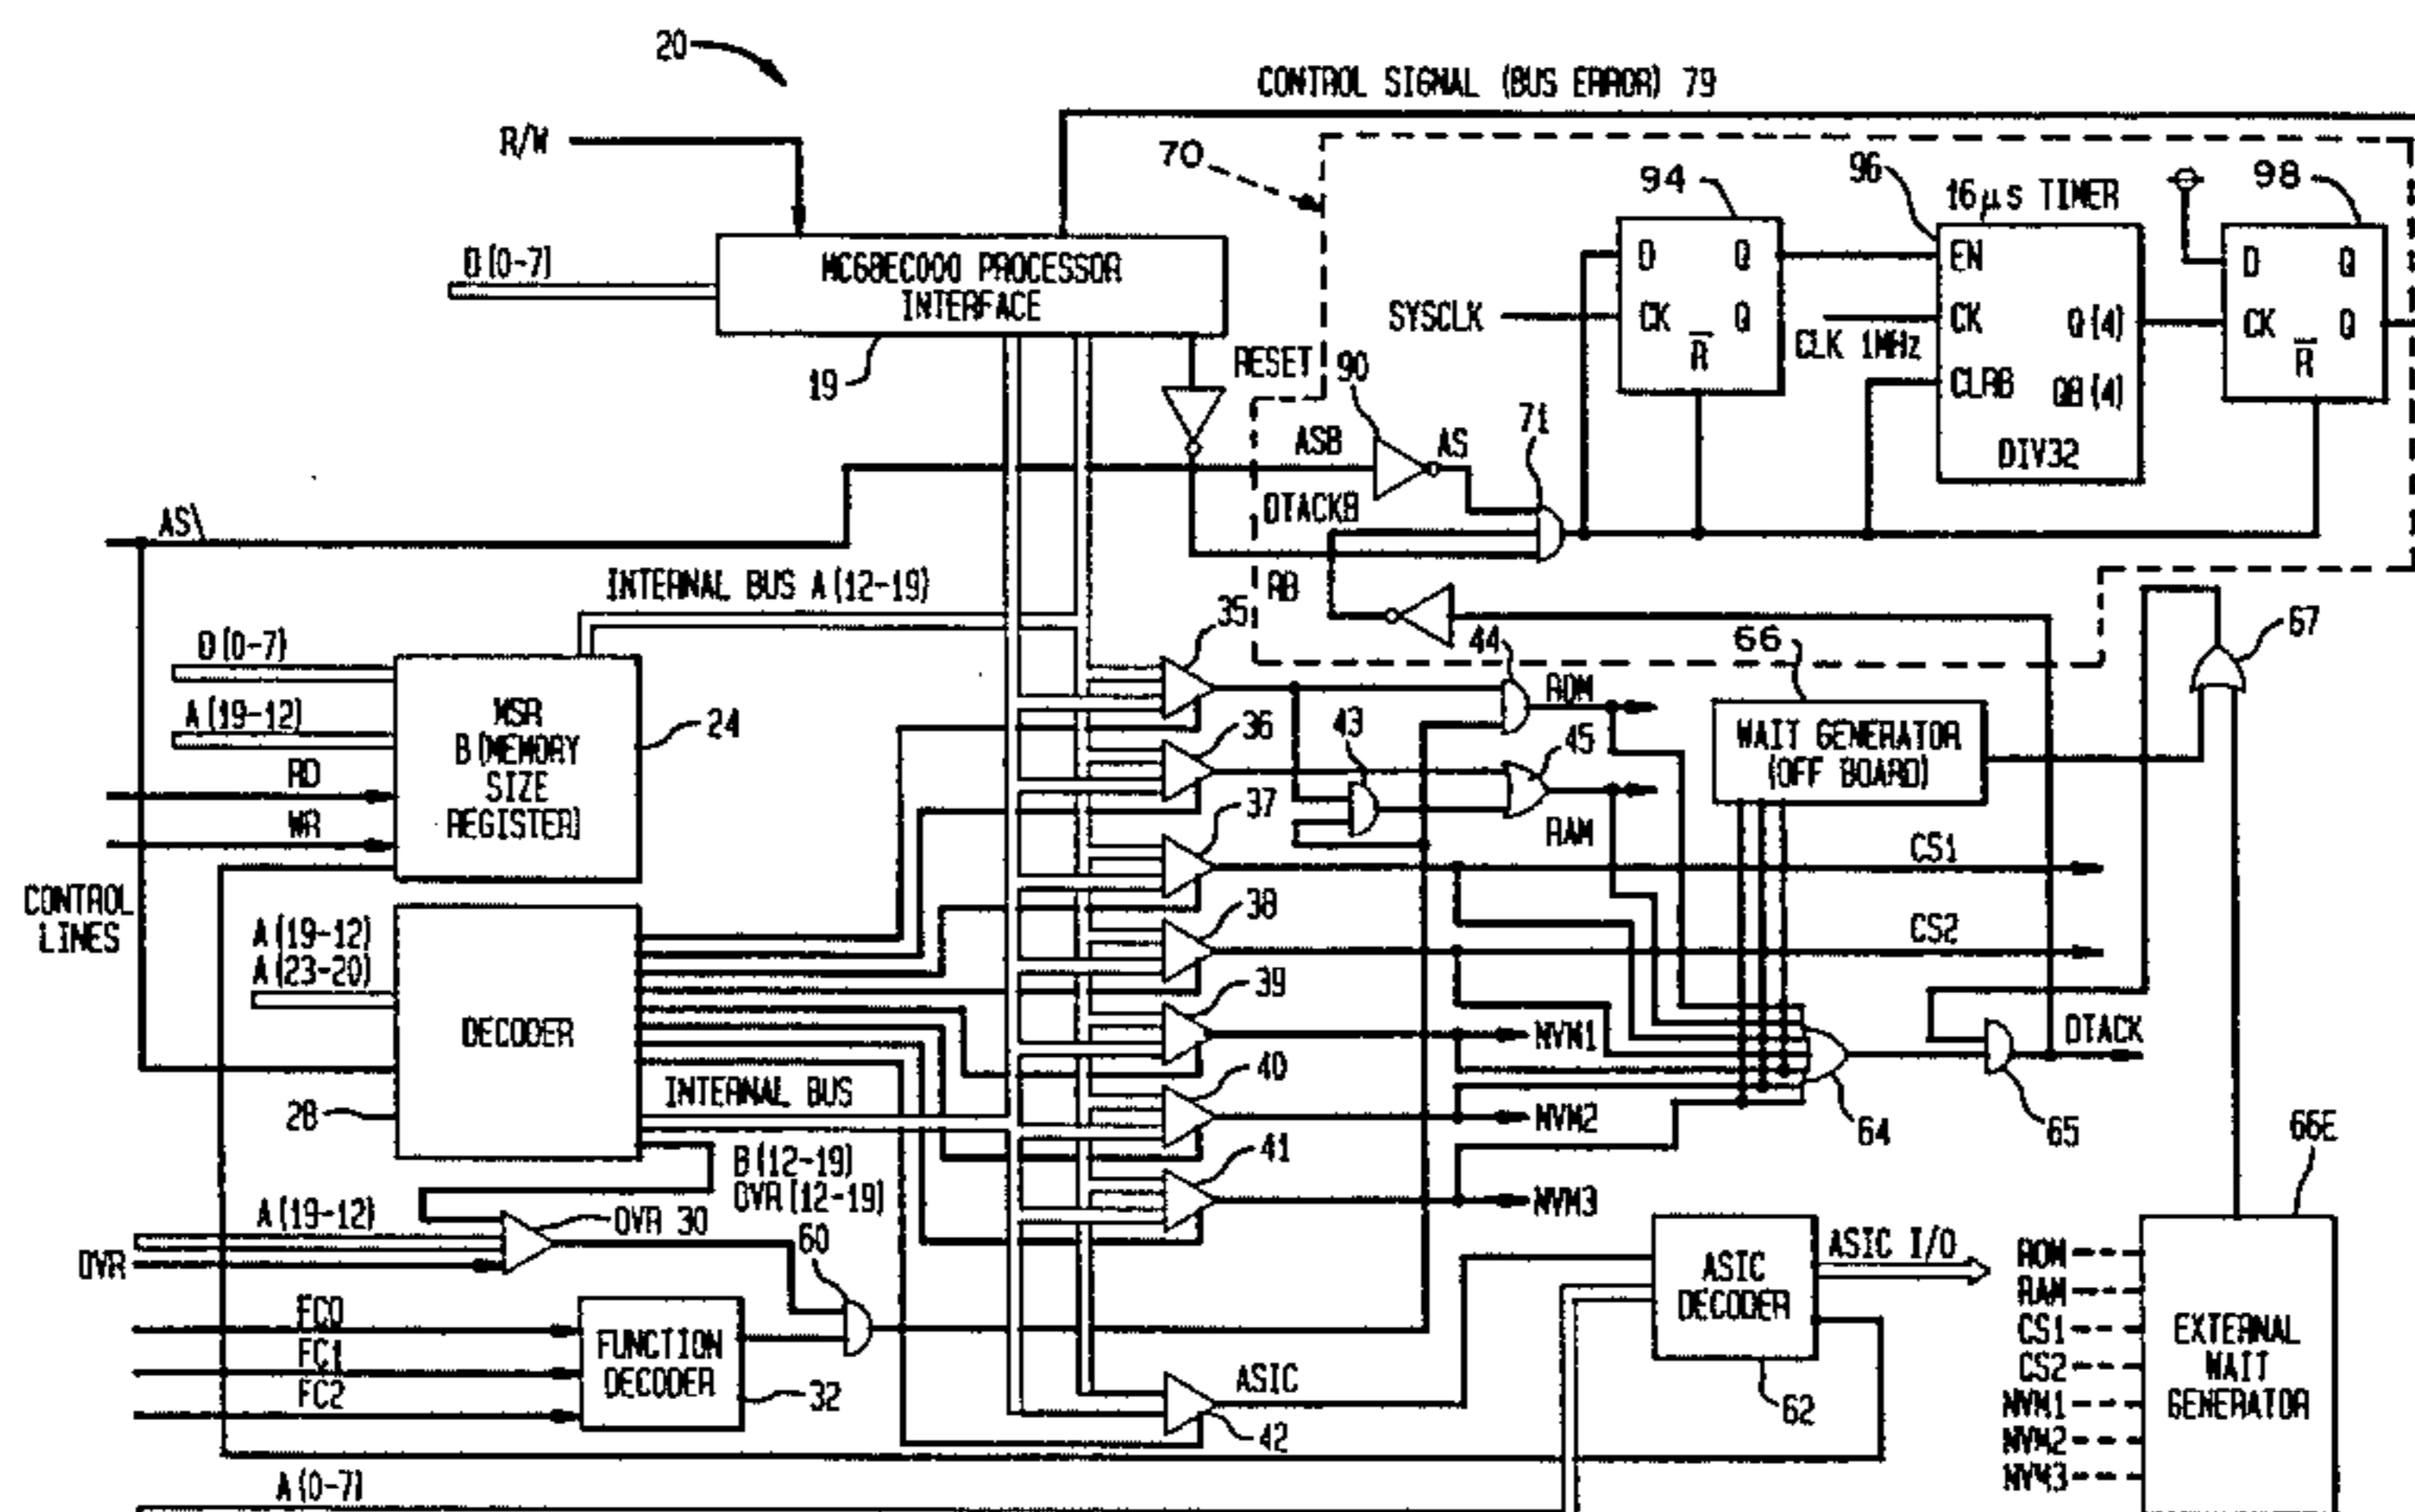 20
CONTROL SIGNAL (BUS ERROR) 79
R/W
70
94
96
16µs TIMER
98
D(0-7)
MC68EC000 PROCESSOR
INTERFACE
D Q
CK Q
R
SYSCLK
CLK 1MHz
EN
CK Q(4)
CLRB QB(4)
DIV32
D Q
CK Q
R
19
RESET
90
ASB
AS
71
DTACKB
AS\
RB
INTERNAL BUS A(12-19)
D(0-7)
A(19-12)
RD
WR
MSR
B(MEMORY
SIZE
REGISTER)
24
35
36
37
38
39
40
41
44
43
45
ROM
RAM
66
67
WAIT GENERATOR
(OFF BOARD)
CS1
CS2
CONTROL
LINES
A(19-12)
A(23-20)
DECODER
28
INTERNAL BUS
B(12-19)
OVR(12-19)
NVM1
NVM2
NVM3
DTACK
64
65
66E
A(19-12)
OVR
OVR 30
60
FC0
FC1
FC2
FUNCTION
DECODER
32
ASIC
42
ASIC
DECODER
62
ASIC I/O
ROM
RAM
CS1
CS2
NVM1
NVM2
NVM3
EXTERNAL
WAIT
GENERATOR
A(0-7)